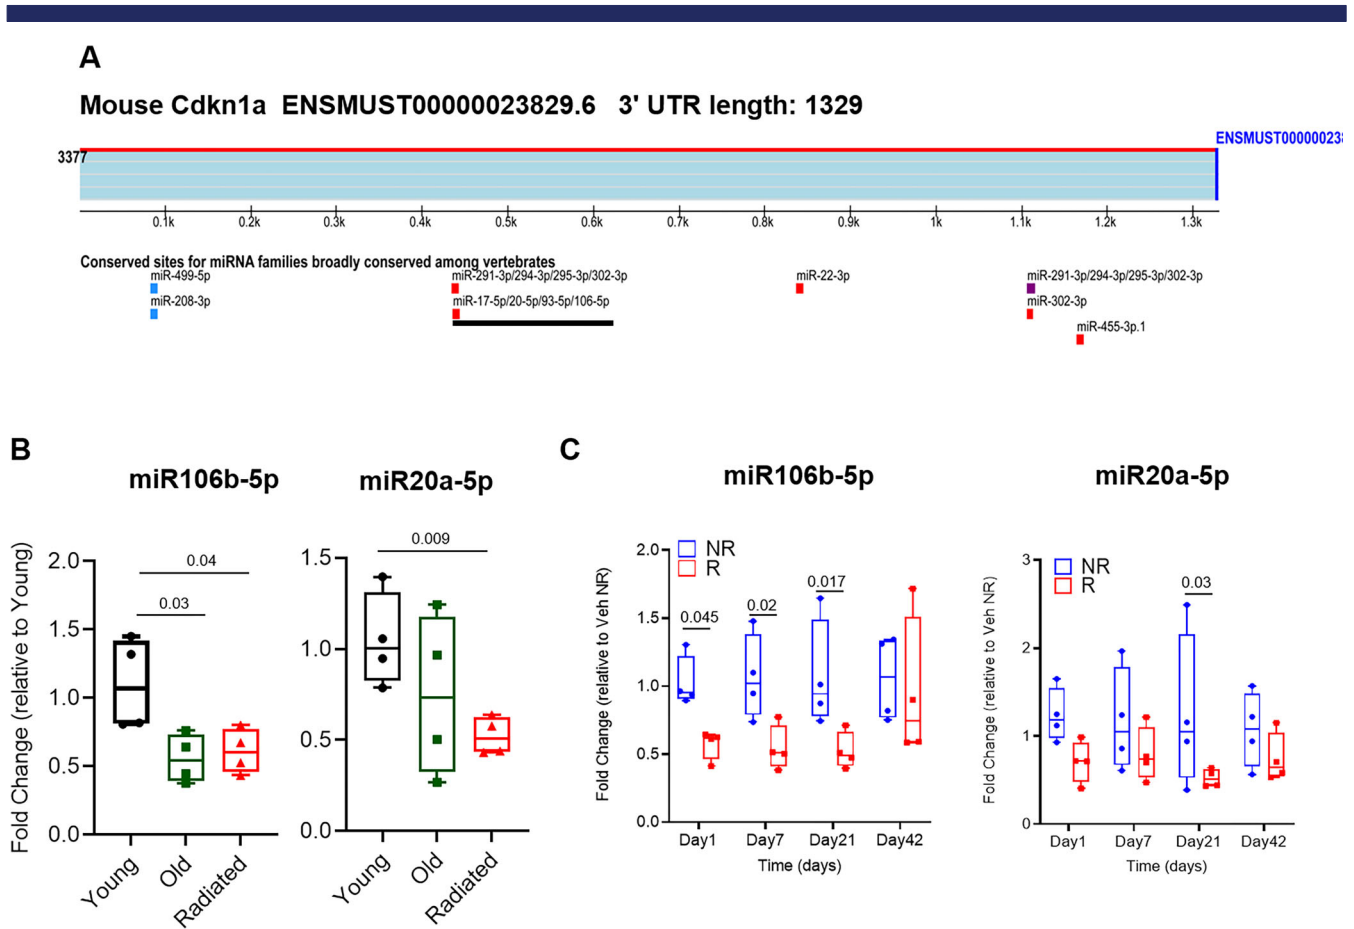 A
Mouse Cdkn1a ENSMUST00000023829.6 3' UTR length: 1329
ENSMUST000000238
3377
0.1k 0.2k 0.3k 0.4k 0.5k 0.6k 0.7k 0.8k 0.9k 1k 1.1k 1.2k 1.3k
Conserved sites for miRNA families broadly conserved among vertebrates
miR-499-5p miR-291-3p/294-3p/295-3p/302-3p miR-22-3p miR-291-3p/294-3p/295-3p/302-3p
miR-208-3p miR-17-5p/20-5p/93-5p/106-5p miR-302-3p
miR-455-3p.1
B
miR106b-5p
Fold Change (relative to Young)
2.0
1.5
1.0
0.5
0.0
0.04
0.03
Young Old Radiated
miR20a-5p
1.5
1.0
0.5
0.0
0.009
Young Old Radiated
C
miR106b-5p
Fold Change (relative to Veh NR)
2.0
1.5
1.0
0.5
0.0
NR
R
0.045 0.02 0.017
Day1 Day7 Day21 Day42
Time (days)
miR20a-5p
Fold Change (relative to Veh NR)
3
2
1
0
NR
R
0.03
Day1 Day7 Day21 Day42
Time (days)